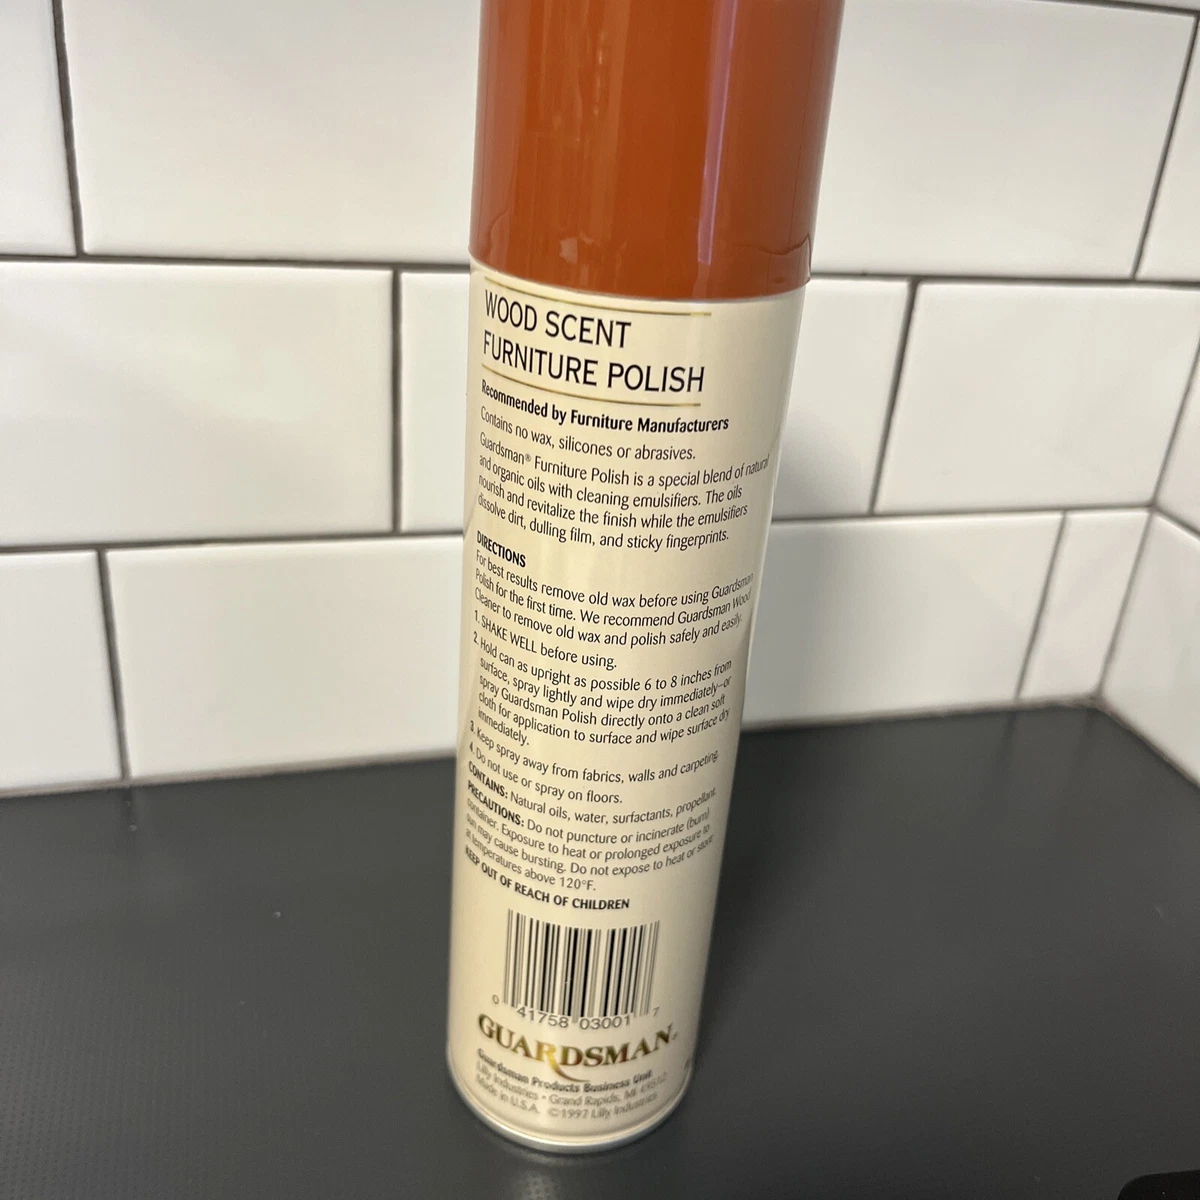 WOOD SCENT
FURNITURE POLISH
Recommended by Furniture Manufacturers
Contains no wax, silicones or abrasives.
Guardsman® Furniture Polish is a special blend of natural
and organic oils with cleaning emulsifiers. The oils
nourish and revitalize the finish while the emulsifiers
dissolve dirt, dulling film, and sticky fingerprints.
DIRECTIONS
For best results remove old wax before using Guardsman
Polish for the first time. We recommend Guardsman Wood
Cleaner to remove old wax and polish safely and easily.
1. SHAKE WELL before using.
2. Hold can as upright as possible 6 to 8 inches from
surface, spray lightly and wipe dry immediately–or
spray Guardsman Polish directly onto a clean soft
cloth for application to surface and wipe surface dry
immediately.
3. Keep spray away from fabrics, walls and carpeting.
4. Do not use or spray on floors.
CONTAINS: Natural oils, water, surfactants, propellant.
PRECAUTIONS: Do not puncture or incinerate (burn)
container. Exposure to heat or prolonged exposure to
sun may cause bursting. Do not expose to heat or store
at temperatures above 120°F.
KEEP OUT OF REACH OF CHILDREN
0 41758 03001 7
GUARDSMAN®
Guardsman Products Business Unit
Lilly Industries • Grand Rapids, MI 49512
Made in U.S.A. ©1997 Lilly Industries